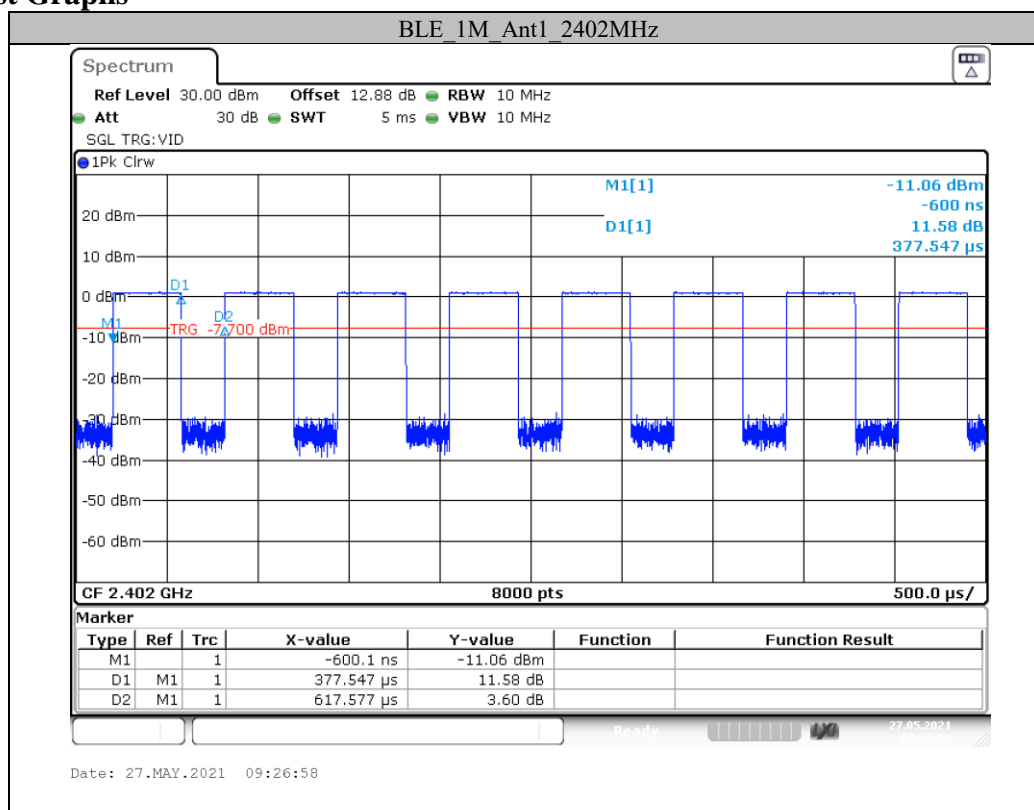 BLE_1M_Ant1_2402MHz
Spectrum
Ref Level 30.00 dBm Offset 12.88 dB RBW 10 MHz
Att 30 dB SWT 5 ms VBW 10 MHz
SGL TRG:VID
1Pk Clrw
M1[1] -11.06 dBm
-600 ns
20 dBm
D1[1] 11.58 dB
377.547 µs
10 dBm
D1
0 dBm
D2
M1
TRG -7.700 dBm
-10 dBm
-20 dBm
-30 dBm
-40 dBm
-50 dBm
-60 dBm
CF 2.402 GHz 8000 pts 500.0 µs/
Marker
Type Ref Trc X-value Y-value Function Function Result
M1 1 -600.1 ns -11.06 dBm
D1 M1 1 377.547 µs 11.58 dB
D2 M1 1 617.577 µs 3.60 dB
Ready LXI 27.05.2021
Date: 27.MAY.2021 09:26:58